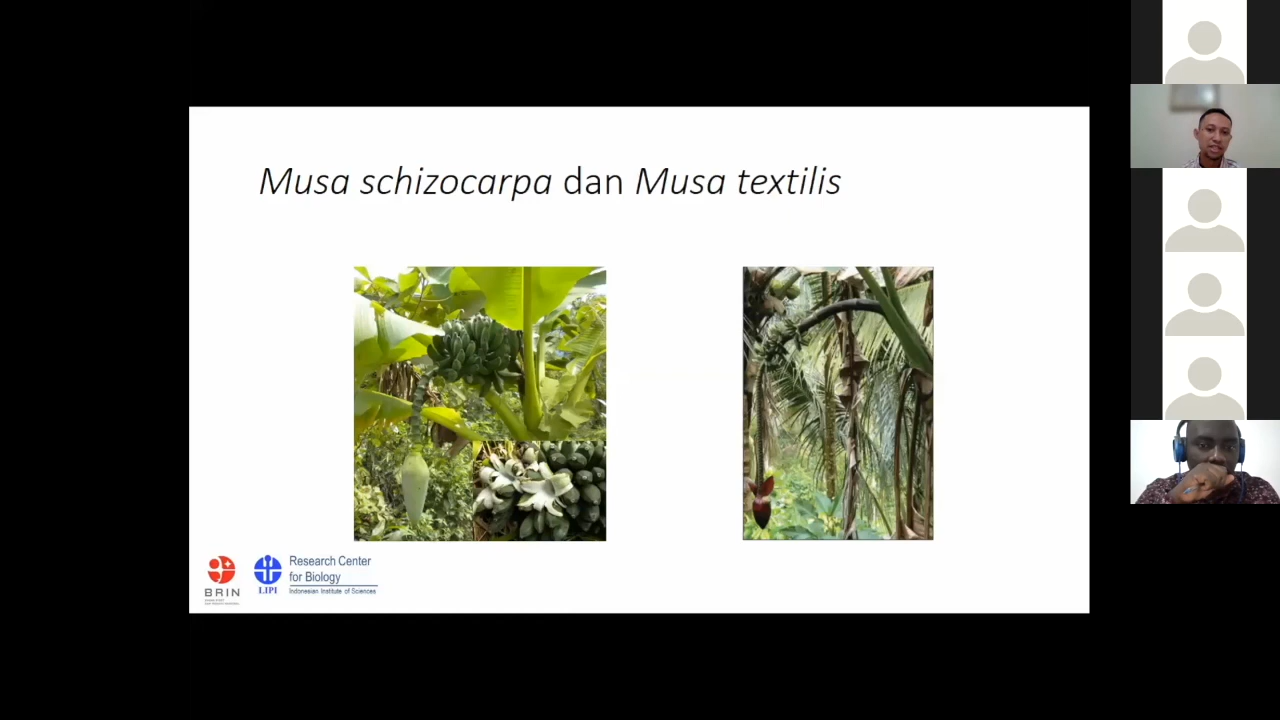 Musa schizocarpa dan Musa textilis
BRIN
LIPI
Research Center
for Biology
Indonesian Institute of Sciences